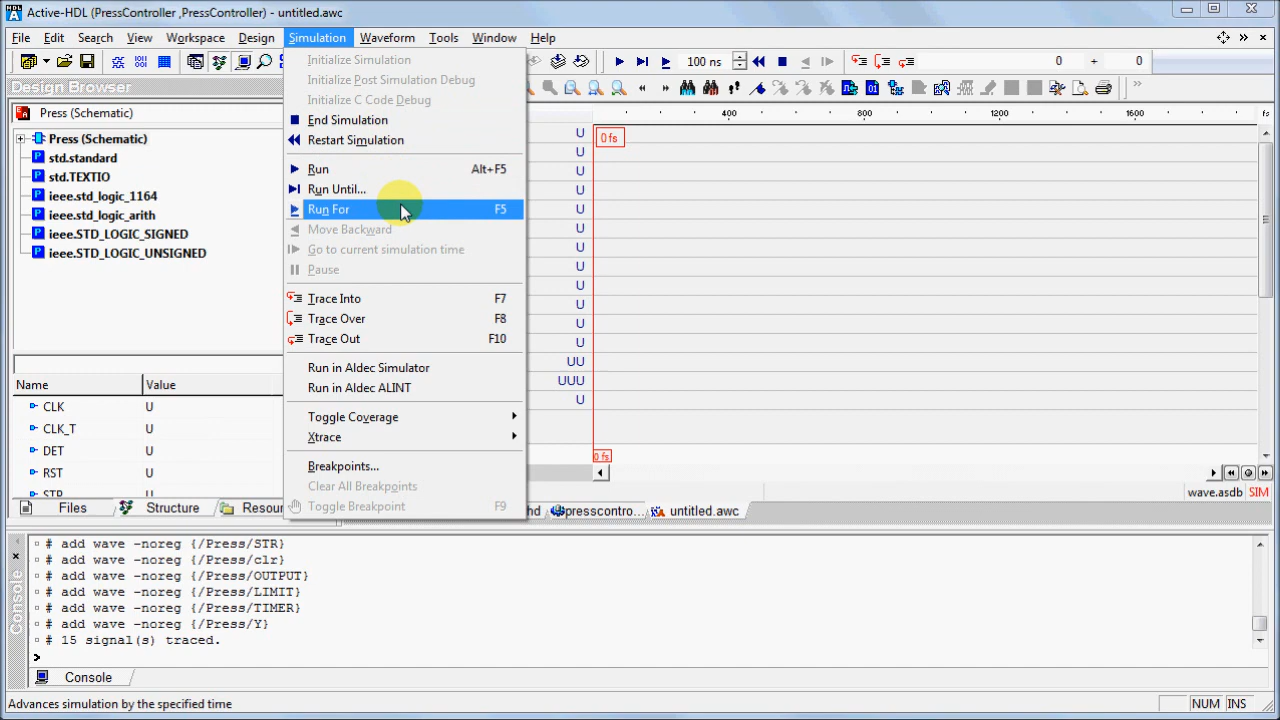 Active-HDL (PressController ,PressController) - untitled.awc
File Edit Search View Workspace Design Simulation Waveform Tools Window Help
100 ns 0 + 0
Design Browser
Press (Schematic)
Press (Schematic)
std.standard
std.TEXTIO
ieee.std_logic_1164
ieee.std_logic_arith
ieee.STD_LOGIC_SIGNED
ieee.STD_LOGIC_UNSIGNED
Name Value
CLK U
CLK_T U
DET U
RST U
STP U
Files Structure Resour
Initialize Simulation
Initialize Post Simulation Debug
Initialize C Code Debug
End Simulation
Restart Simulation
Run Alt+F5
Run Until...
Run For F5
Move Backward
Go to current simulation time
Pause
Trace Into F7
Trace Over F8
Trace Out F10
Run in Aldec Simulator
Run in Aldec ALINT
Toggle Coverage
Xtrace
Breakpoints...
Clear All Breakpoints
Toggle Breakpoint F9
400 800 1200 1600 fs
0 fs
U
U
U
U
U
U
U
U
U
U
U
U
UU
UUU
U
0 fs
wave.asdb SIM
hd presscontro... untitled.awc
# add wave -noreg {/Press/STR}
# add wave -noreg {/Press/clr}
# add wave -noreg {/Press/OUTPUT}
# add wave -noreg {/Press/LIMIT}
# add wave -noreg {/Press/TIMER}
# add wave -noreg {/Press/Y}
# 15 signal(s) traced.
>
Console
Console
Advances simulation by the specified time NUM INS